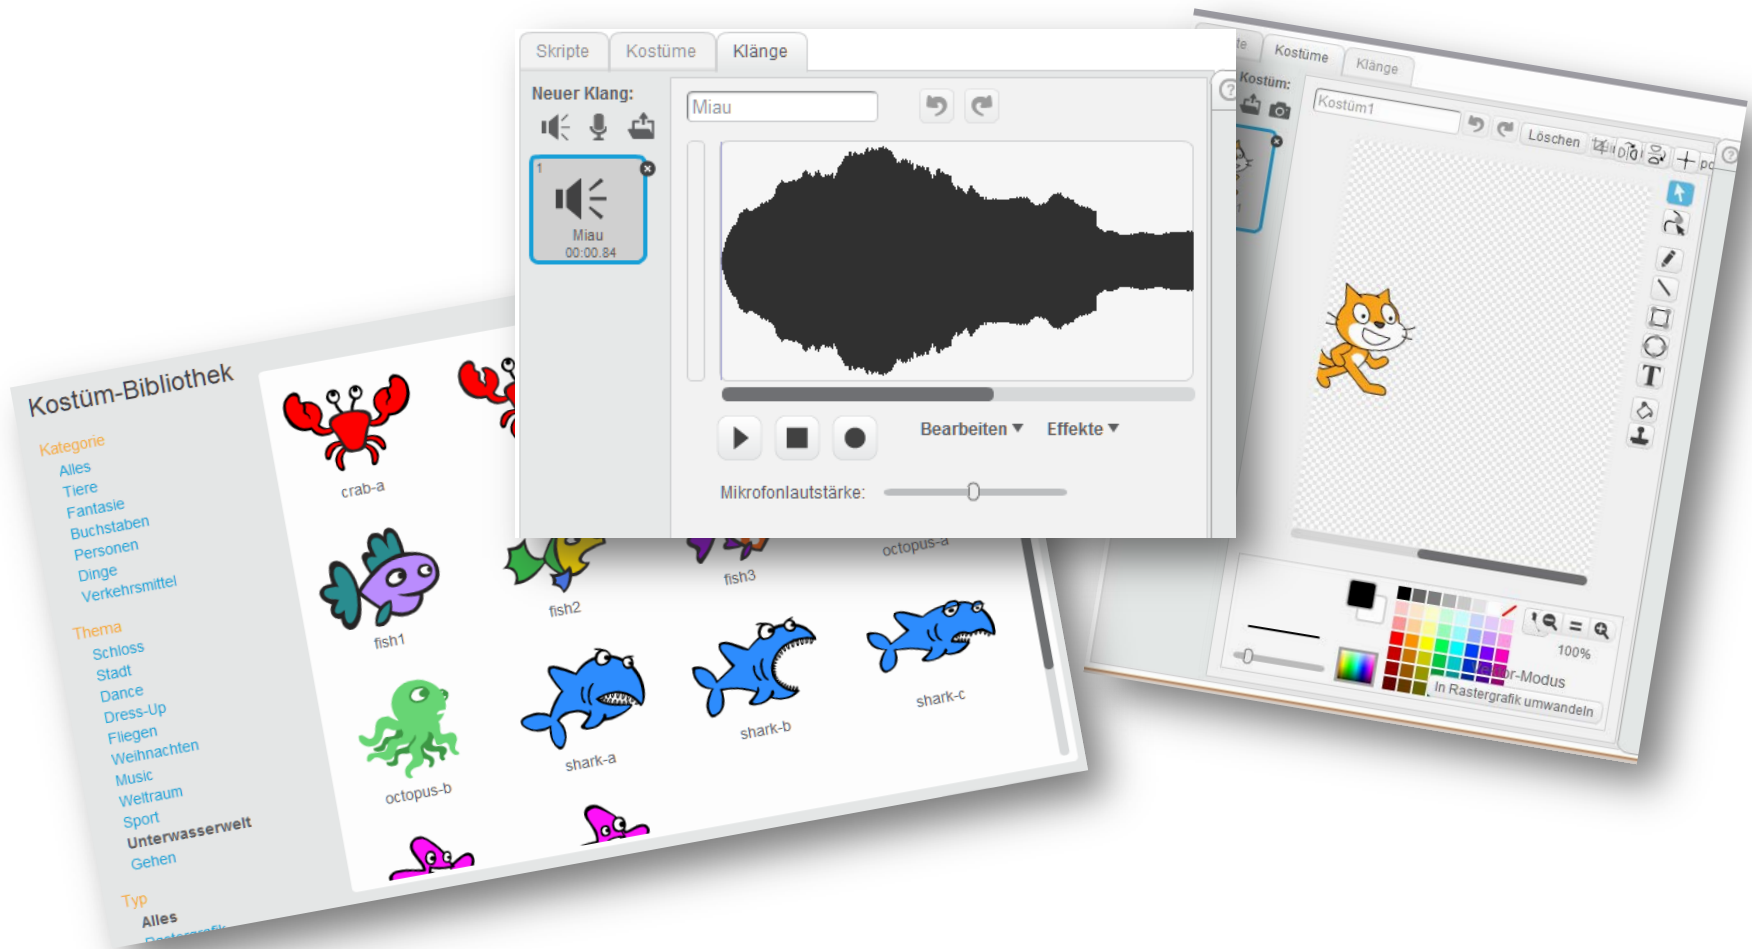 Skripte
Kostüme
Klänge
Neuer Klang:
Miau
1
Miau
00:00.84
Bearbeiten
Effekte
Mikrofonlautstärke:
Kostüme
Klänge
Kostüm:
Kostüm1
Löschen
100%
In Rastergrafik umwandeln
Kostüm-Bibliothek
Kategorie
Alles
Tiere
Fantasie
Buchstaben
Personen
Dinge
Verkehrsmittel
Thema
Schloss
Stadt
Dance
Dress-Up
Fliegen
Weihnachten
Music
Weltraum
Sport
Unterwasserwelt
Gehen
Typ
Alles
crab-a
fish1
fish2
fish3
octopus-a
octopus-b
shark-a
shark-b
shark-c